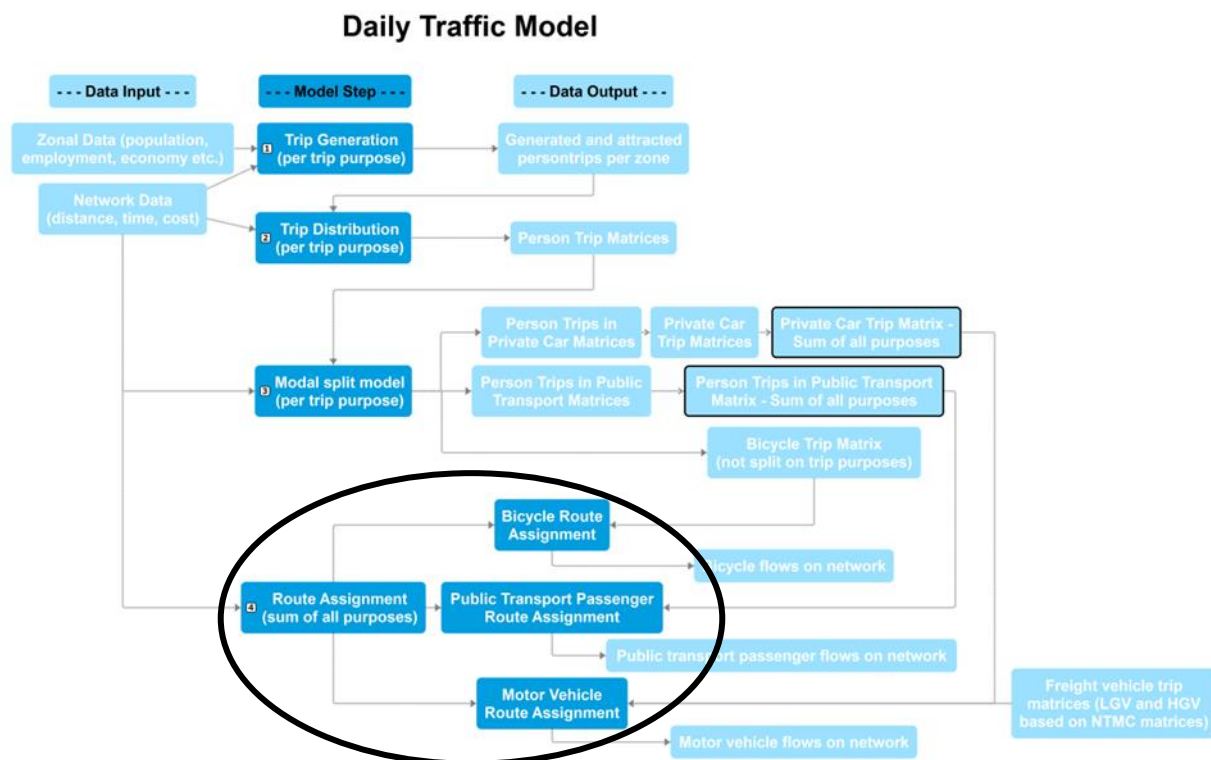 Daily Traffic Model
- - - Data Input - - -
- - - Model Step - - -
- - - Data Output - - -
Zonal Data (population,
employment, economy etc.)
1
Trip Generation
(per trip purpose)
Generated and attracted
persontrips per zone
Network Data
(distance, time, cost)
2
Trip Distribution
(per trip purpose)
Person Trip Matrices
Person Trips in
Private Car Matrices
Private Car
Trip Matrices
Private Car Trip Matrix -
Sum of all purposes
3
Modal split model
(per trip purpose)
Person Trips in Public
Transport Matrices
Person Trips in Public Transport
Matrix - Sum of all purposes
Bicycle Trip Matrix
(not split on trip purposes)
Bicycle Route
Assignment
Bicycle flows on network
4
Route Assignment
(sum of all purposes)
Public Transport Passenger
Route Assignment
Public transport passenger flows on network
Motor Vehicle
Route Assignment
Freight vehicle trip
matrices (LGV and HGV
based on NTMC matrices)
Motor vehicle flows on network